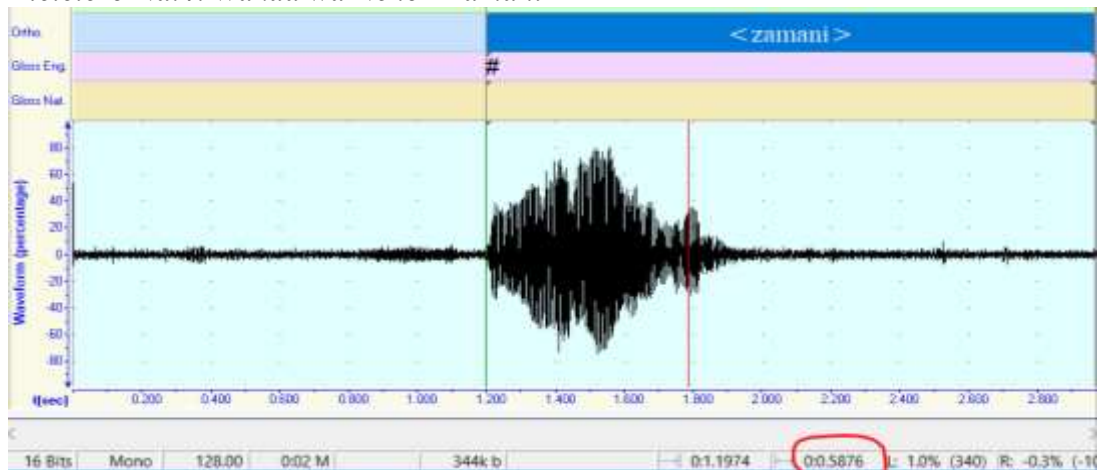 Ortho. <zamani>
Gloss Eng. #
Gloss Nat.
Waveform (percentage)
80
60
40
20
0
-20
-40
-60
-80
t(sec) 0.200 0.400 0.600 0.800 1.000 1.200 1.400 1.600 1.800 2.000 2.200 2.400 2.600 2.800
16 Bits Mono 128.00 0:02 M 344k b 0:1.1974 0:0.5876 L: 1.0% (340) R: -0.3% (-10